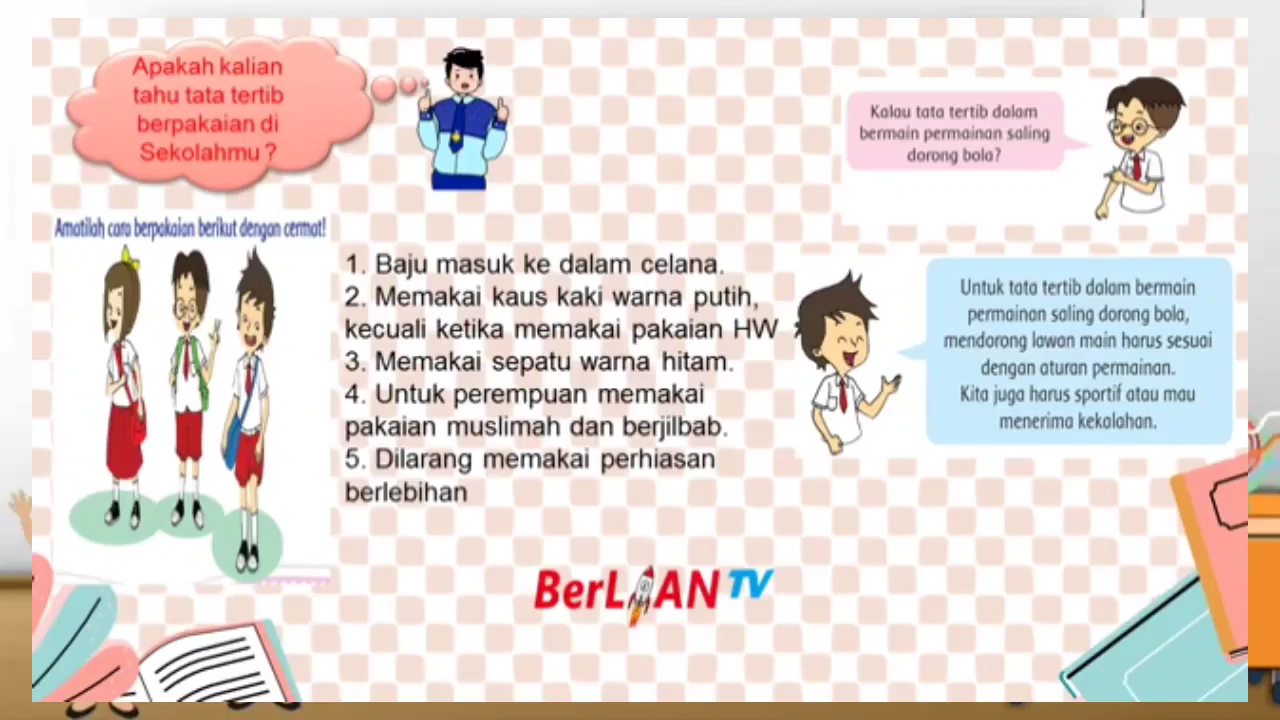 Apakah kalian
tahu tata tertib
berpakaian di
Sekolahmu ?
Kalau tata tertib dalam
bermain permainan saling
dorong bola?
Amatilah cara berpakaian berikut dengan cermat!
1. Baju masuk ke dalam celana.
2. Memakai kaus kaki warna putih,
kecuali ketika memakai pakaian HW
3. Memakai sepatu warna hitam.
4. Untuk perempuan memakai
pakaian muslimah dan berjilbab.
5. Dilarang memakai perhiasan
berlebihan
Untuk tata tertib dalam bermain
permainan saling dorong bola,
mendorong lawan main harus sesuai
dengan aturan permainan.
Kita juga harus sportif atau mau
menerima kekalahan.
BerLIAN TV